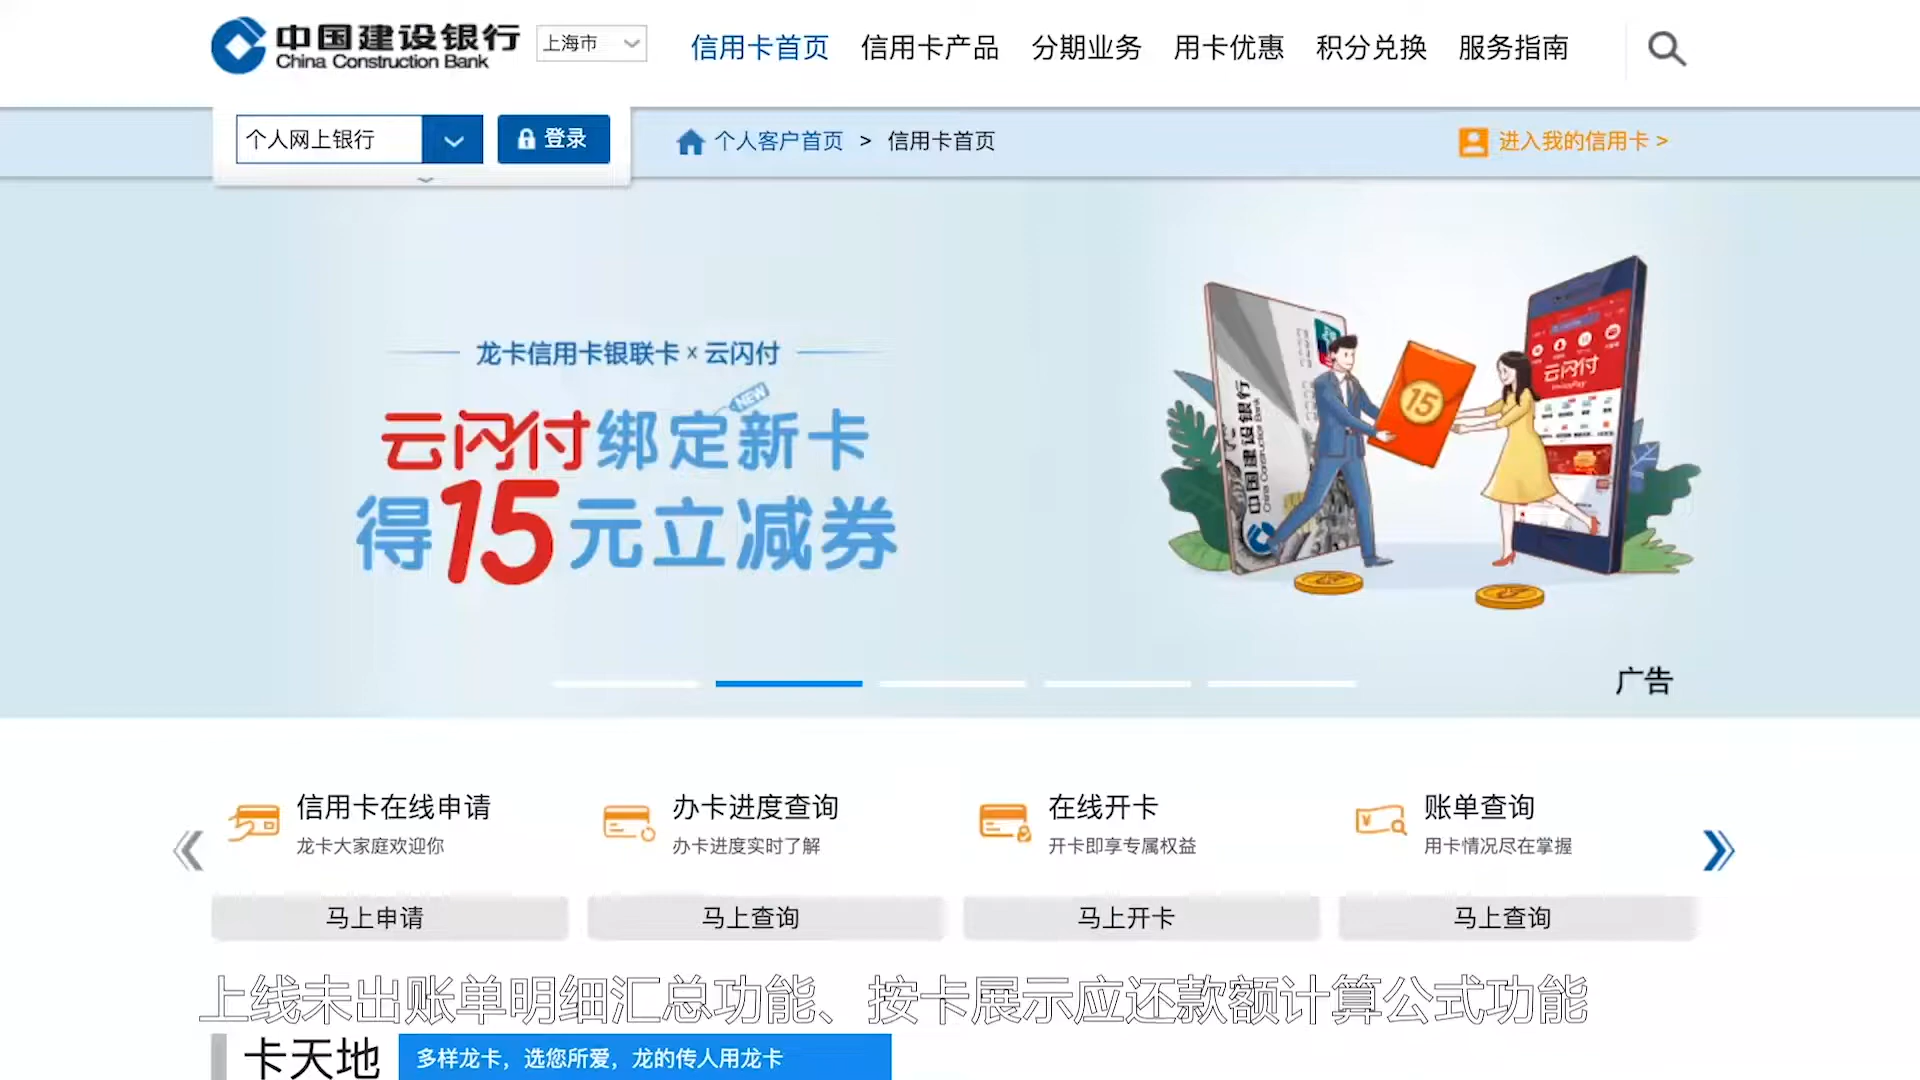 中国建设银行
China Construction Bank
上海市
信用卡首页 信用卡产品 分期业务 用卡优惠 积分兑换 服务指南
个人网上银行
登录
个人客户首页 > 信用卡首页
进入我的信用卡 >
龙卡信用卡银联卡 x 云闪付
NEW
云闪付绑定新卡
得15元立减券
中国建设银行
China Construction Bank
15
云闪付
广告
信用卡在线申请
龙卡大家庭欢迎你
马上申请
办卡进度查询
办卡进度实时了解
马上查询
在线开卡
开卡即享专属权益
马上开卡
账单查询
用卡情况尽在掌握
马上查询
上线未出账单明细汇总功能、按卡展示应还款额计算公式功能
卡天地
多样龙卡，选您所爱，龙的传人用龙卡